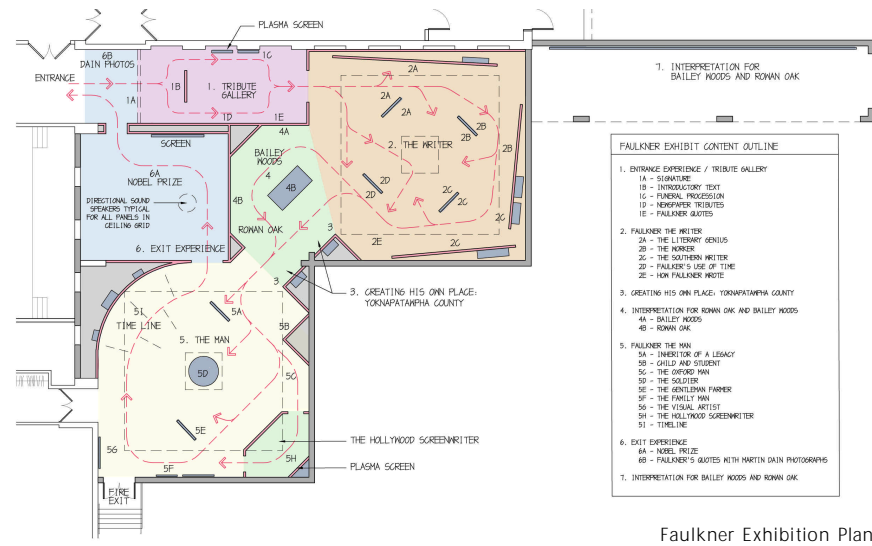 PLASMA SCREEN
6B
DAIN PHOTOS
ENTRANCE
1A
1B
1. TRIBUTE
GALLERY
1C
1D
1E
2A
2A
2A
2B
2B
2B
2. THE WRITER
2D
2D
2C
2C
2C
2C
2E
7. INTERPRETATION FOR
BAILEY WOODS AND ROWAN OAK
SCREEN
6A
NOBEL PRIZE
DIRECTIONAL SOUND
SPEAKERS TYPICAL
FOR ALL PANELS IN
CEILING GRID
6. EXIT EXPERIENCE
4A
BAILEY
WOODS
4
4B
4B
ROWAN OAK
3
3
3. CREATING HIS OWN PLACE:
YOKNAPATAMPHA COUNTY
5I
TIME LINE
5A
5B
5. THE MAN
5C
5D
5E
5G
5F
5H
THE HOLLYWOOD SCREENWRITER
PLASMA SCREEN
FIRE
EXIT
FAULKNER EXHIBIT CONTENT OUTLINE
1. ENTRANCE EXPERIENCE / TRIBUTE GALLERY
1A - SIGNATURE
1B - INTRODUCTORY TEXT
1C - FUNERAL PROCESSION
1D - NEWSPAPER TRIBUTES
1E - FAULKNER QUOTES
2. FAULKNER THE WRITER
2A - THE LITERARY GENIUS
2B - THE WORKER
2C - THE SOUTHERN WRITER
2D - FAULKER'S USE OF TIME
2E - HOW FAULKNER WROTE
3. CREATING HIS OWN PLACE: YOKNAPATAMPHA COUNTY
4. INTERPRETATION FOR ROWAN OAK AND BAILEY WOODS
4A - BAILEY WOODS
4B - ROWAN OAK
5. FAULKNER THE MAN
5A - INHERITOR OF A LEGACY
5B - CHILD AND STUDENT
5C - THE OXFORD MAN
5D - THE SOLDIER
5E - THE GENTLEMAN FARMER
5F - THE FAMILY MAN
5G - THE VISUAL ARTIST
5H - THE HOLLYWOOD SCREENWRITER
5I - TIMELINE
6. EXIT EXPERIENCE
6A - NOBEL PRIZE
6B - FAULKNER'S QUOTES WITH MARTIN DAIN PHOTOGRAPHS
7. INTERPRETATION FOR BAILEY WOODS AND ROWAN OAK
Faulkner Exhibition Plan